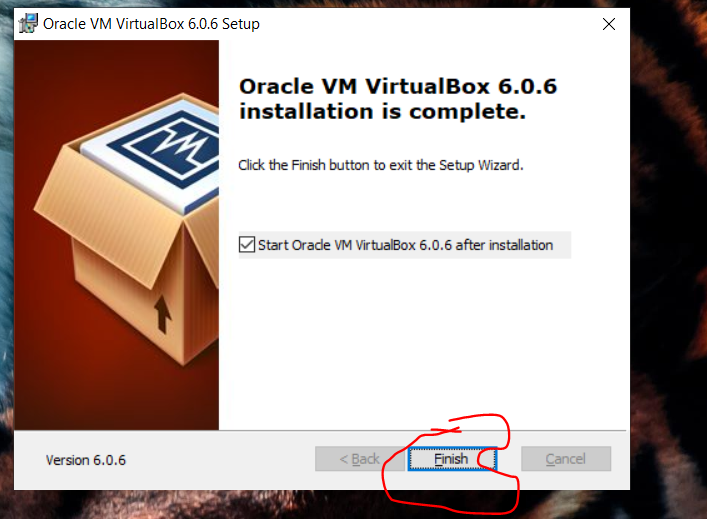 Oracle VM VirtualBox 6.0.6 Setup
Oracle VM VirtualBox 6.0.6
installation is complete.
Click the Finish button to exit the Setup Wizard.
Start Oracle VM VirtualBox 6.0.6 after installation
Version 6.0.6
< Back
Finish
Cancel